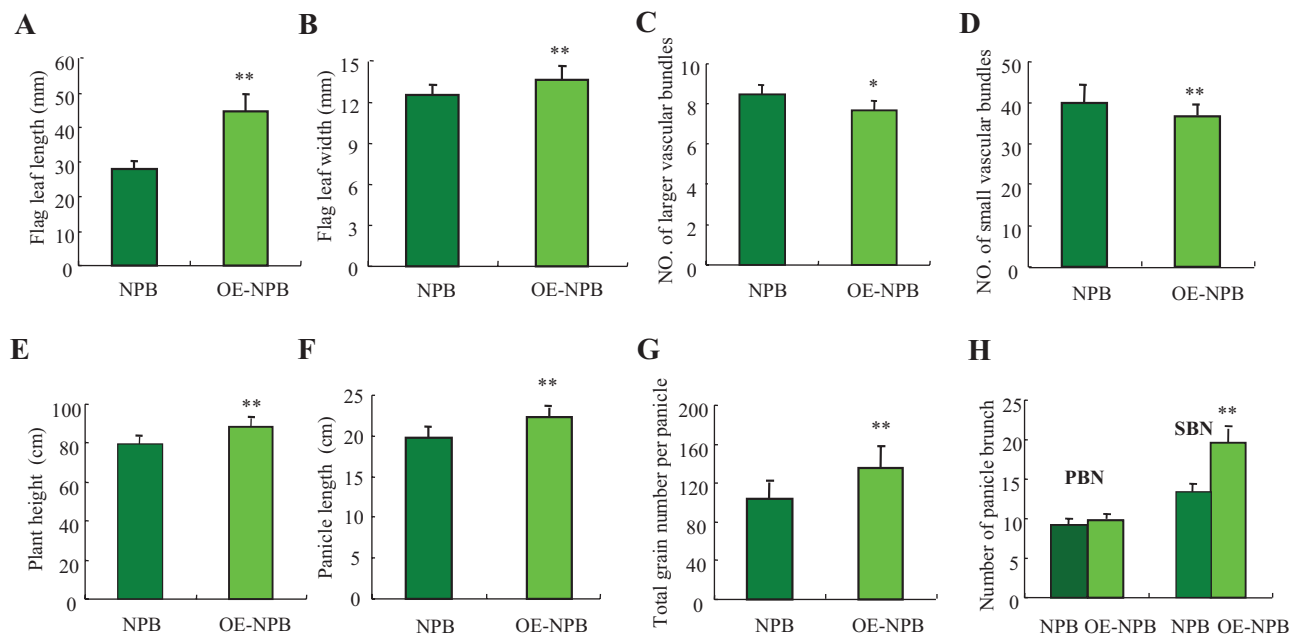 A
Flag leaf length (mm)
60
50
40
30
20
10
0
**
NPB OE-NPB
B
Flag leaf width (mm)
15
12
9
6
3
0
**
NPB OE-NPB
C
NO. of larger vascular bundles
10
8
6
4
2
0
*
NPB OE-NPB
D
NO. of small vascular bundles
50
40
30
20
10
0
**
NPB OE-NPB
E
Plant height (cm)
100
80
60
40
20
0
**
NPB OE-NPB
F
Panicle length (cm)
25
20
15
10
5
0
**
NPB OE-NPB
G
Total grain number per panicle
200
160
120
80
40
0
**
NPB OE-NPB
H
Number of panicle brunch
25
20
15
10
5
0
PBN
SBN
**
NPB OE-NPB NPB OE-NPB